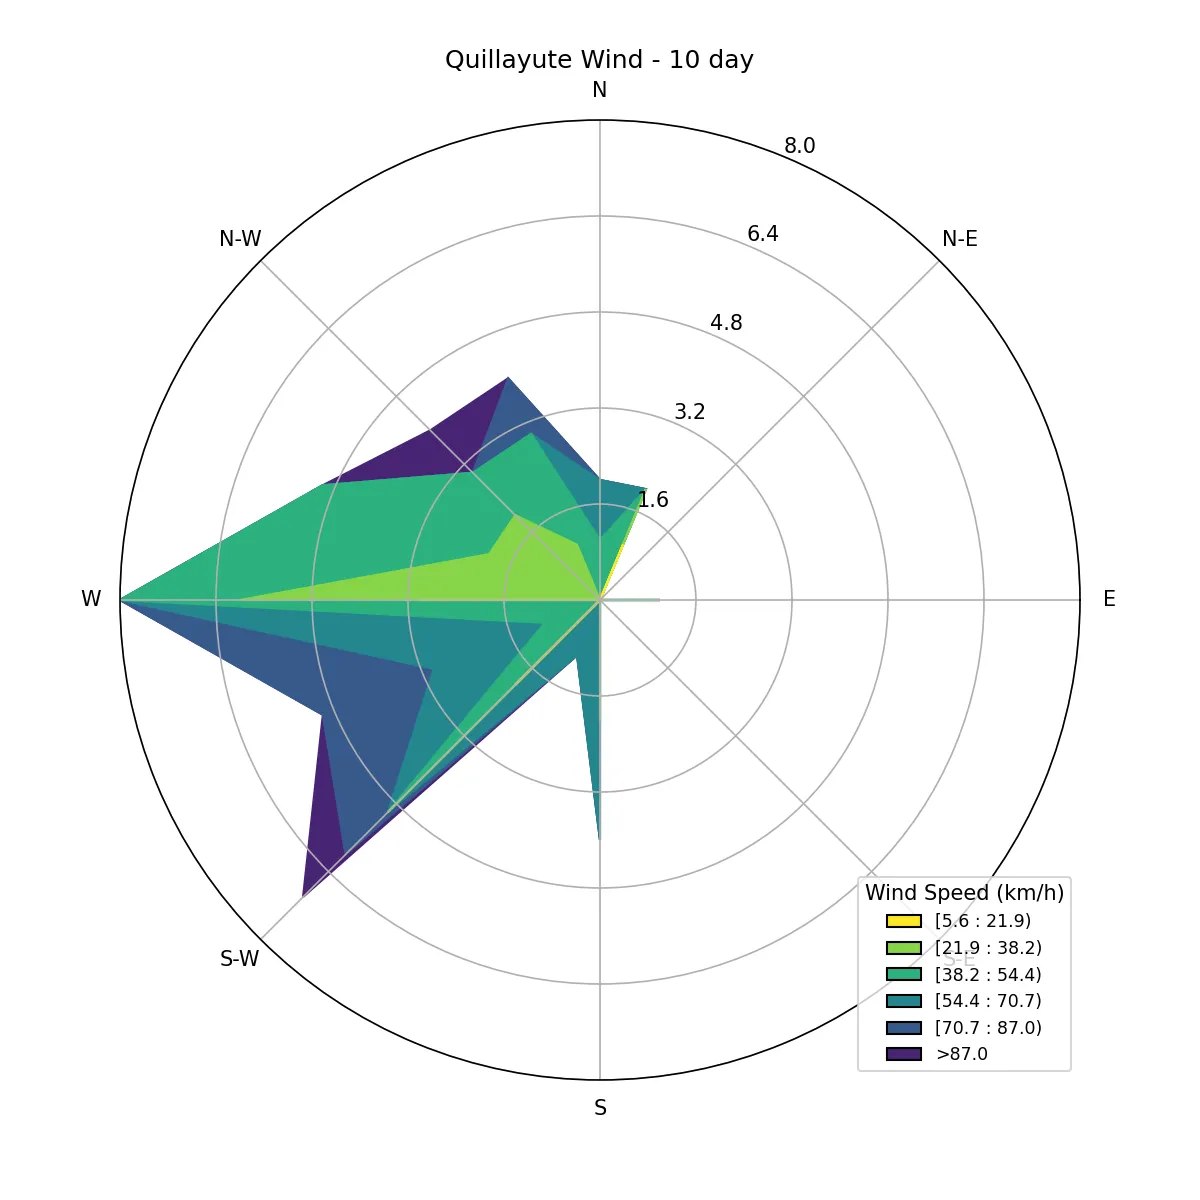 Quillayute Wind - 10 day
N
8.0
N-W
6.4
N-E
4.8
3.2
1.6
W
E
Wind Speed (km/h)
[5.6 : 21.9)
[21.9 : 38.2)
S-W
S-E
[38.2 : 54.4)
[54.4 : 70.7)
[70.7 : 87.0)
>87.0
S